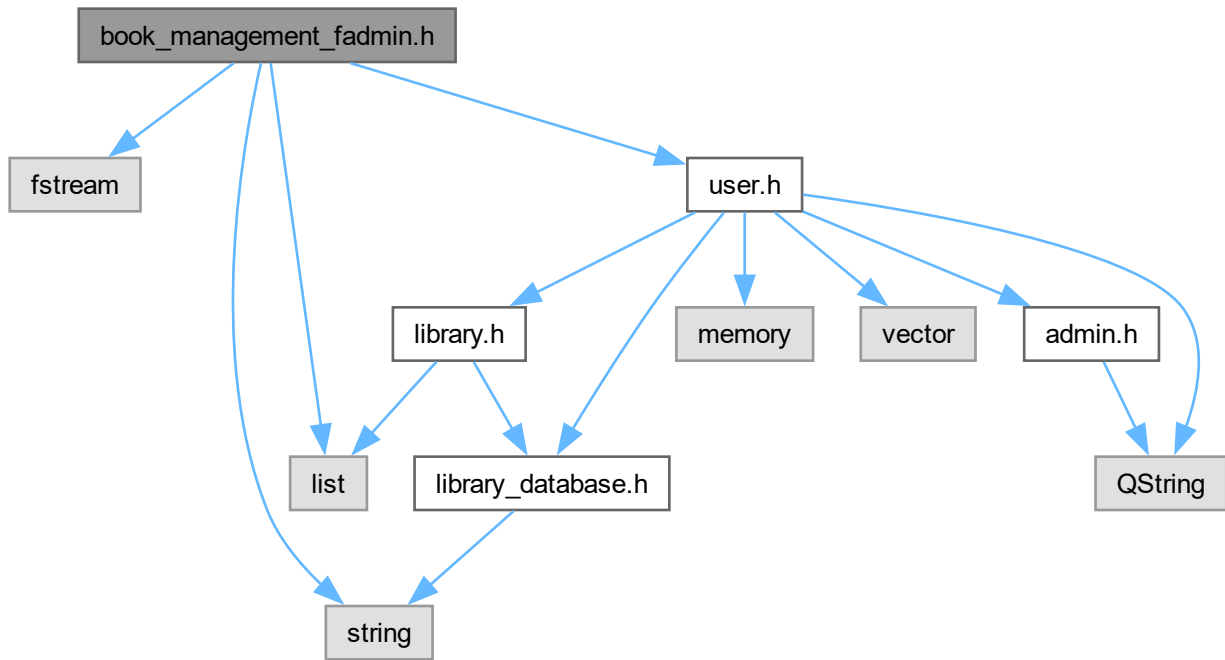 book_management_fadmin.h
fstream
user.h
library.h
memory
vector
admin.h
list
library_database.h
QString
string